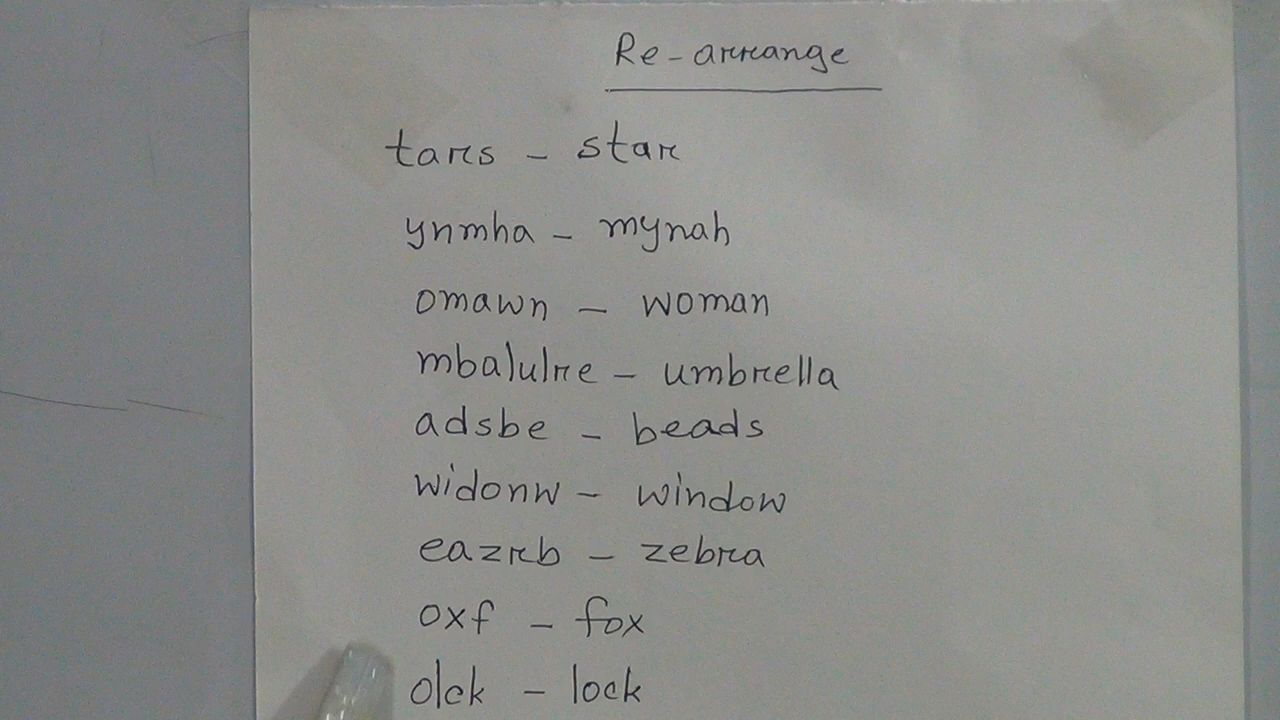 Re-arrange
tars - star
ynmha - mynah
omawn - woman
mbalulre - umbrella
adsbe - beads
widonw - window
eazrb - zebra
oxf - fox
olck - lock